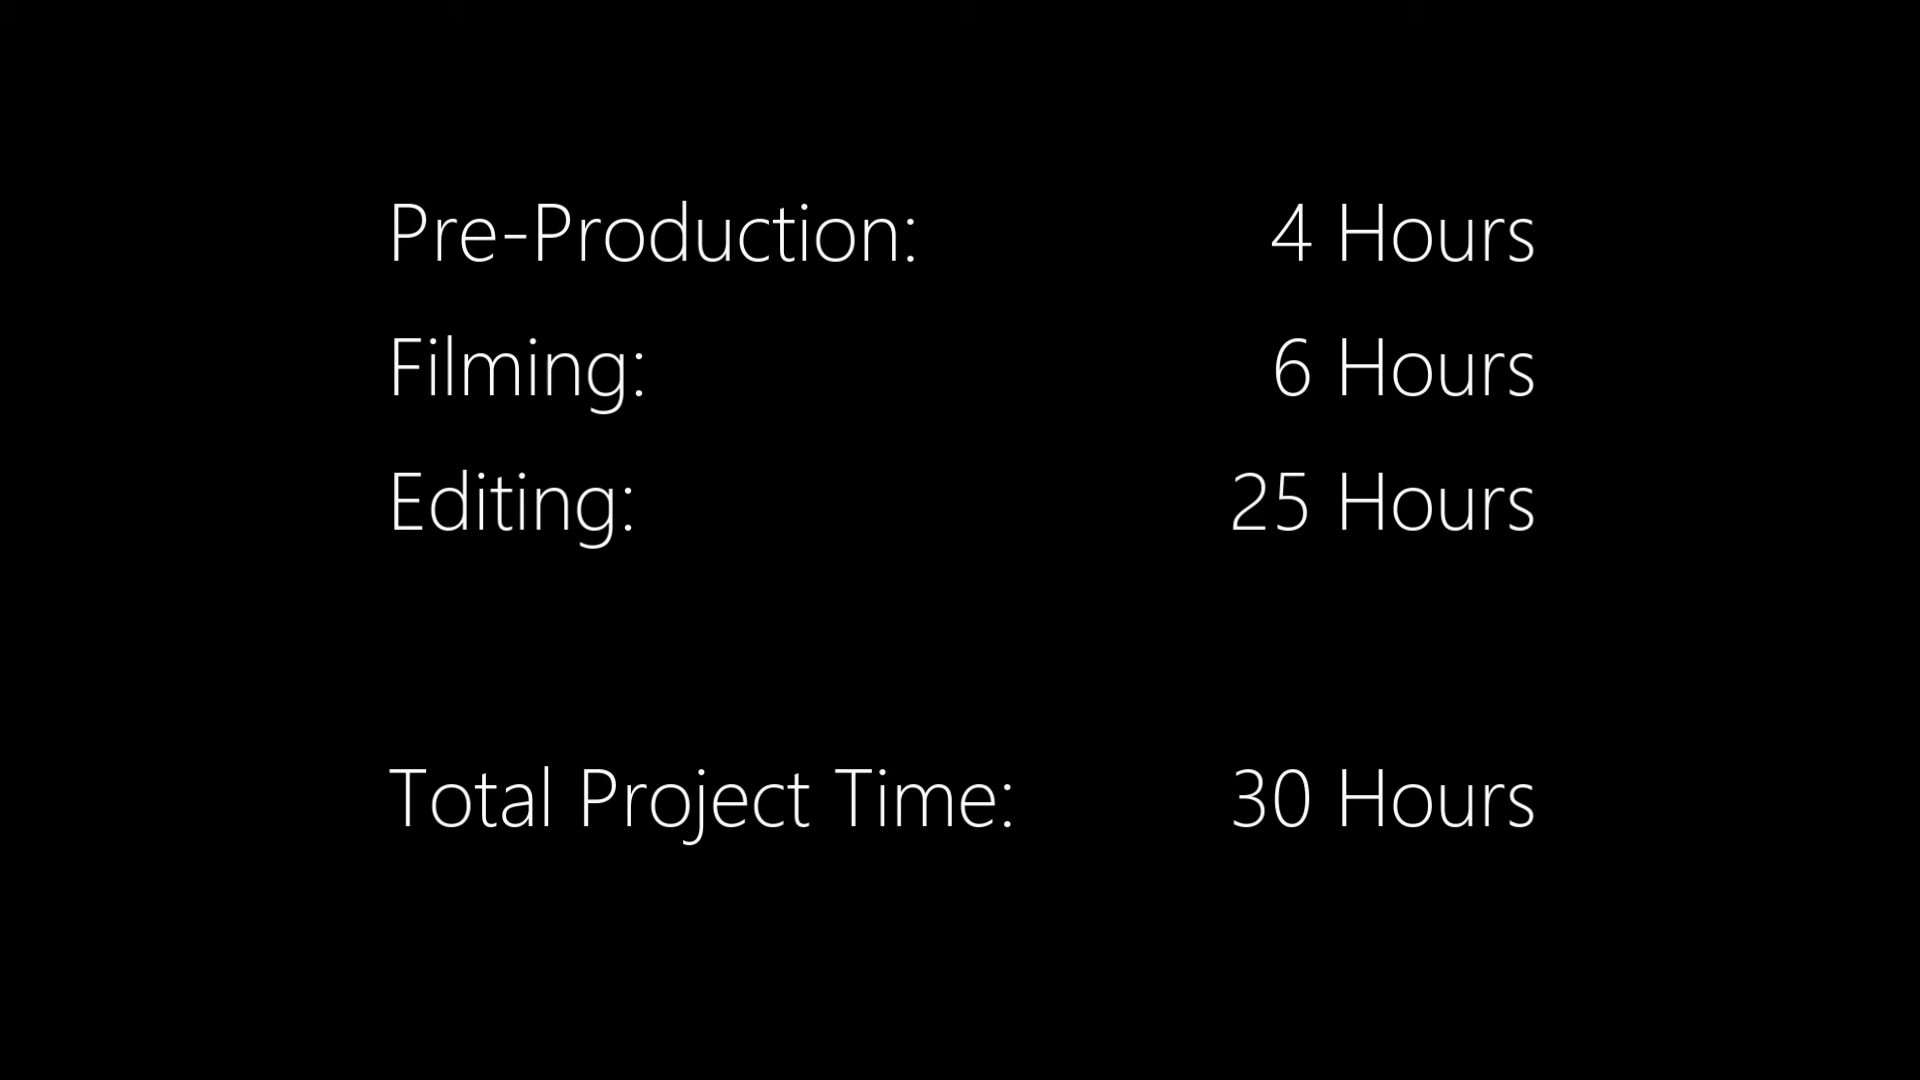 Pre-Production: 4 Hours
Filming: 6 Hours
Editing: 25 Hours
Total Project Time: 30 Hours